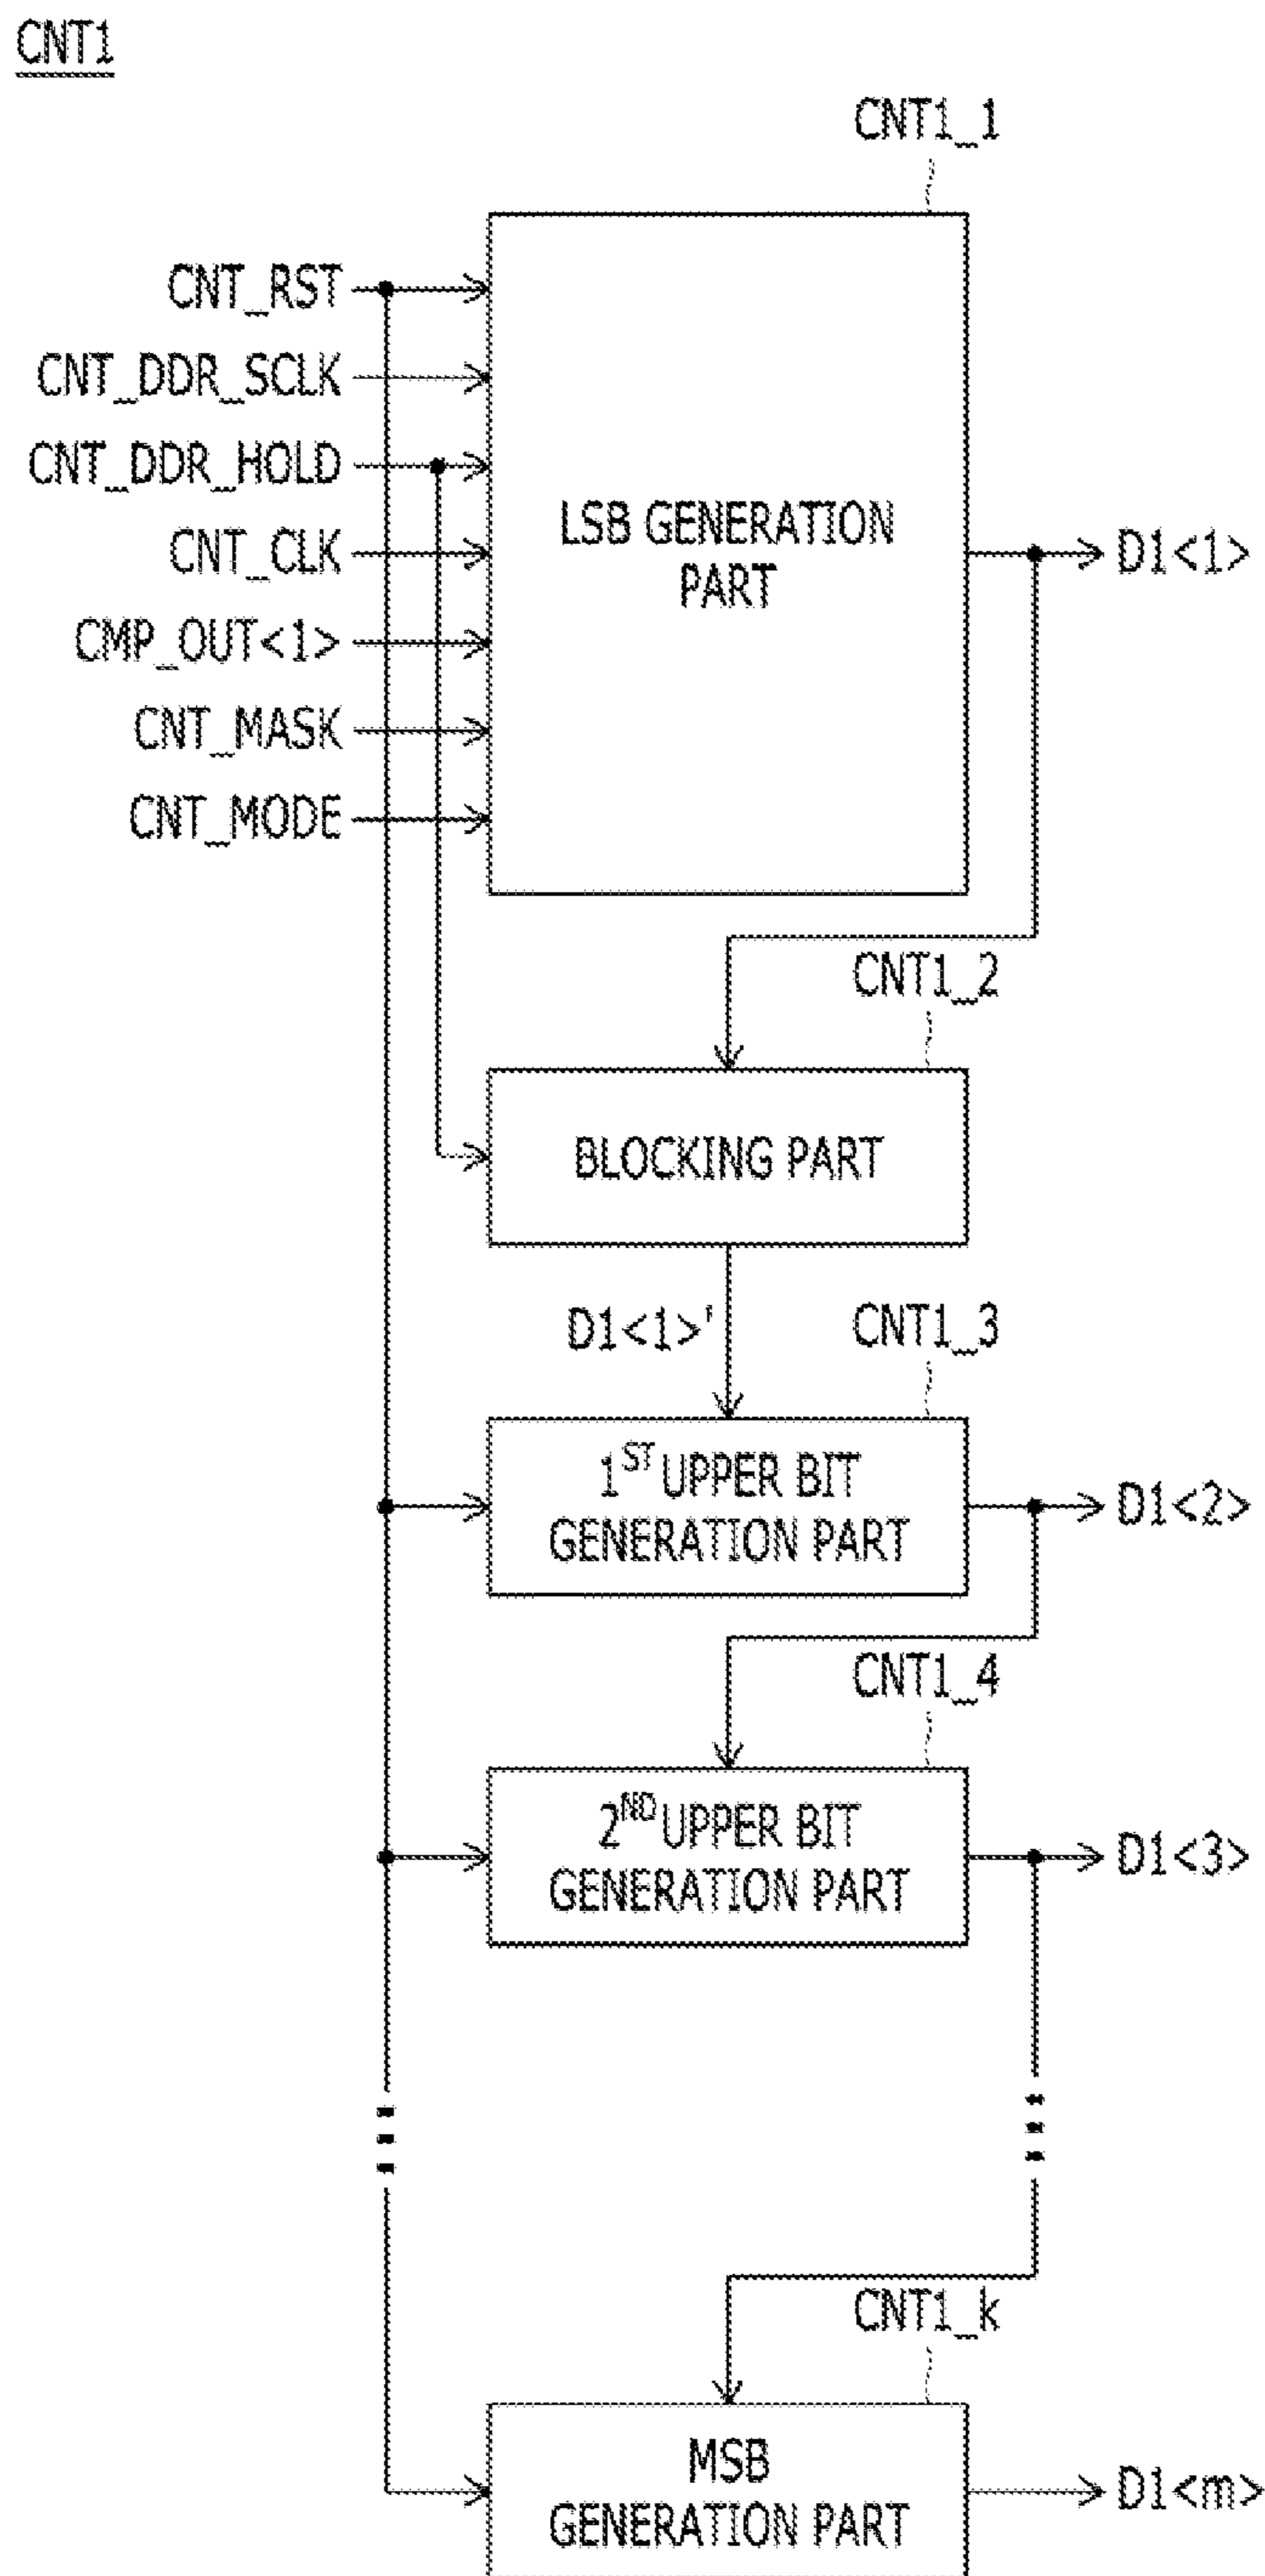 CNT1
CNT1_1
CNT_RST
CNT_DDR_SCLK
CNT_DDR_HOLD
CNT_CLK
CMP_OUT<1>
CNT_MASK
CNT_MODE
LSB GENERATION
PART
D1<1>
CNT1_2
BLOCKING PART
D1<1>'
CNT1_3
1ST UPPER BIT
GENERATION PART
D1<2>
CNT1_4
2ND UPPER BIT
GENERATION PART
D1<3>
CNT1_k
MSB
GENERATION PART
D1<m>